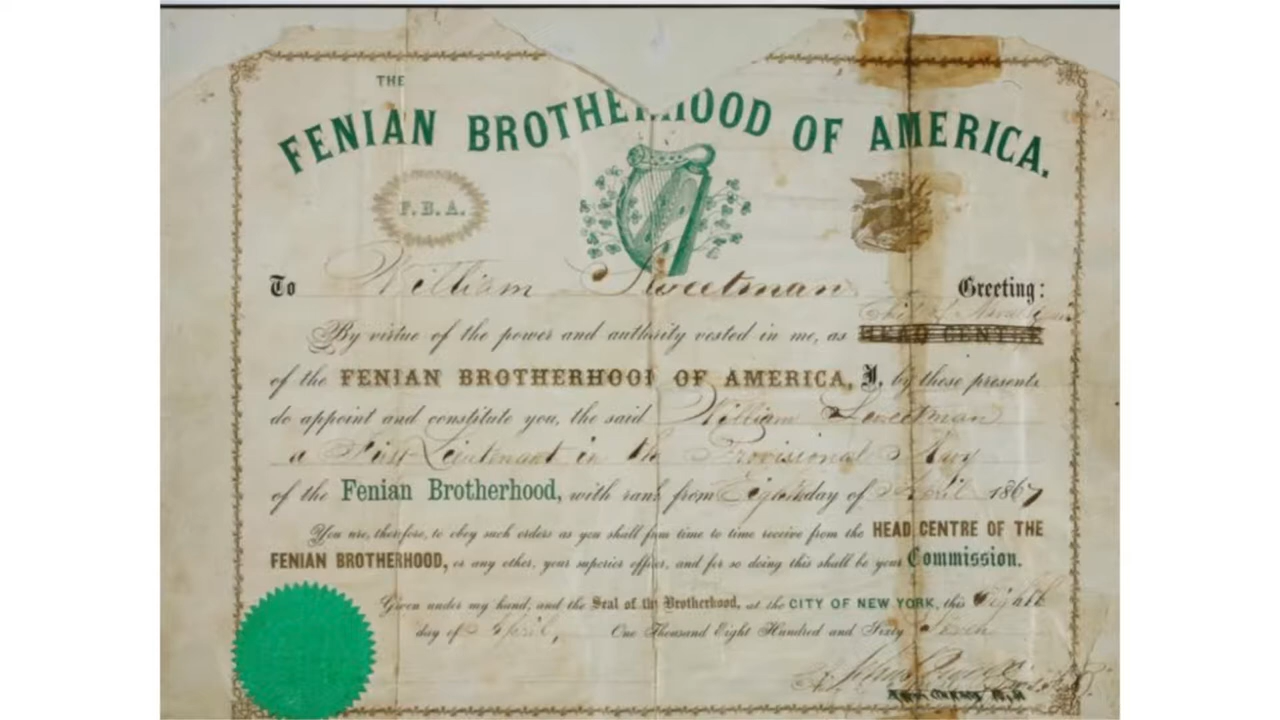 THE
FENIAN BROTHERHOOD OF AMERICA.
F.B.A.
To William Sweetman Greeting:
Chief of Naval
By virtue of the power and authority vested in me, as HEAD CENTRE
of the FENIAN BROTHERHOOD OF AMERICA, I, by these presents
do appoint and constitute you, the said William Sweetman
a First Lieutenant in the Provisional Navy
of the Fenian Brotherhood, with rank from Eighth day of April 1867
You are, therefore, to obey such orders as you shall from time to time receive from the HEAD CENTRE OF THE
FENIAN BROTHERHOOD, or any other, your superior officer, and for so doing this shall be your Commission.
Given under my hand, and the Seal of the Brotherhood, at the CITY OF NEW YORK, this Eighth
day of April, One Thousand Eight Hundred and Sixty Seven